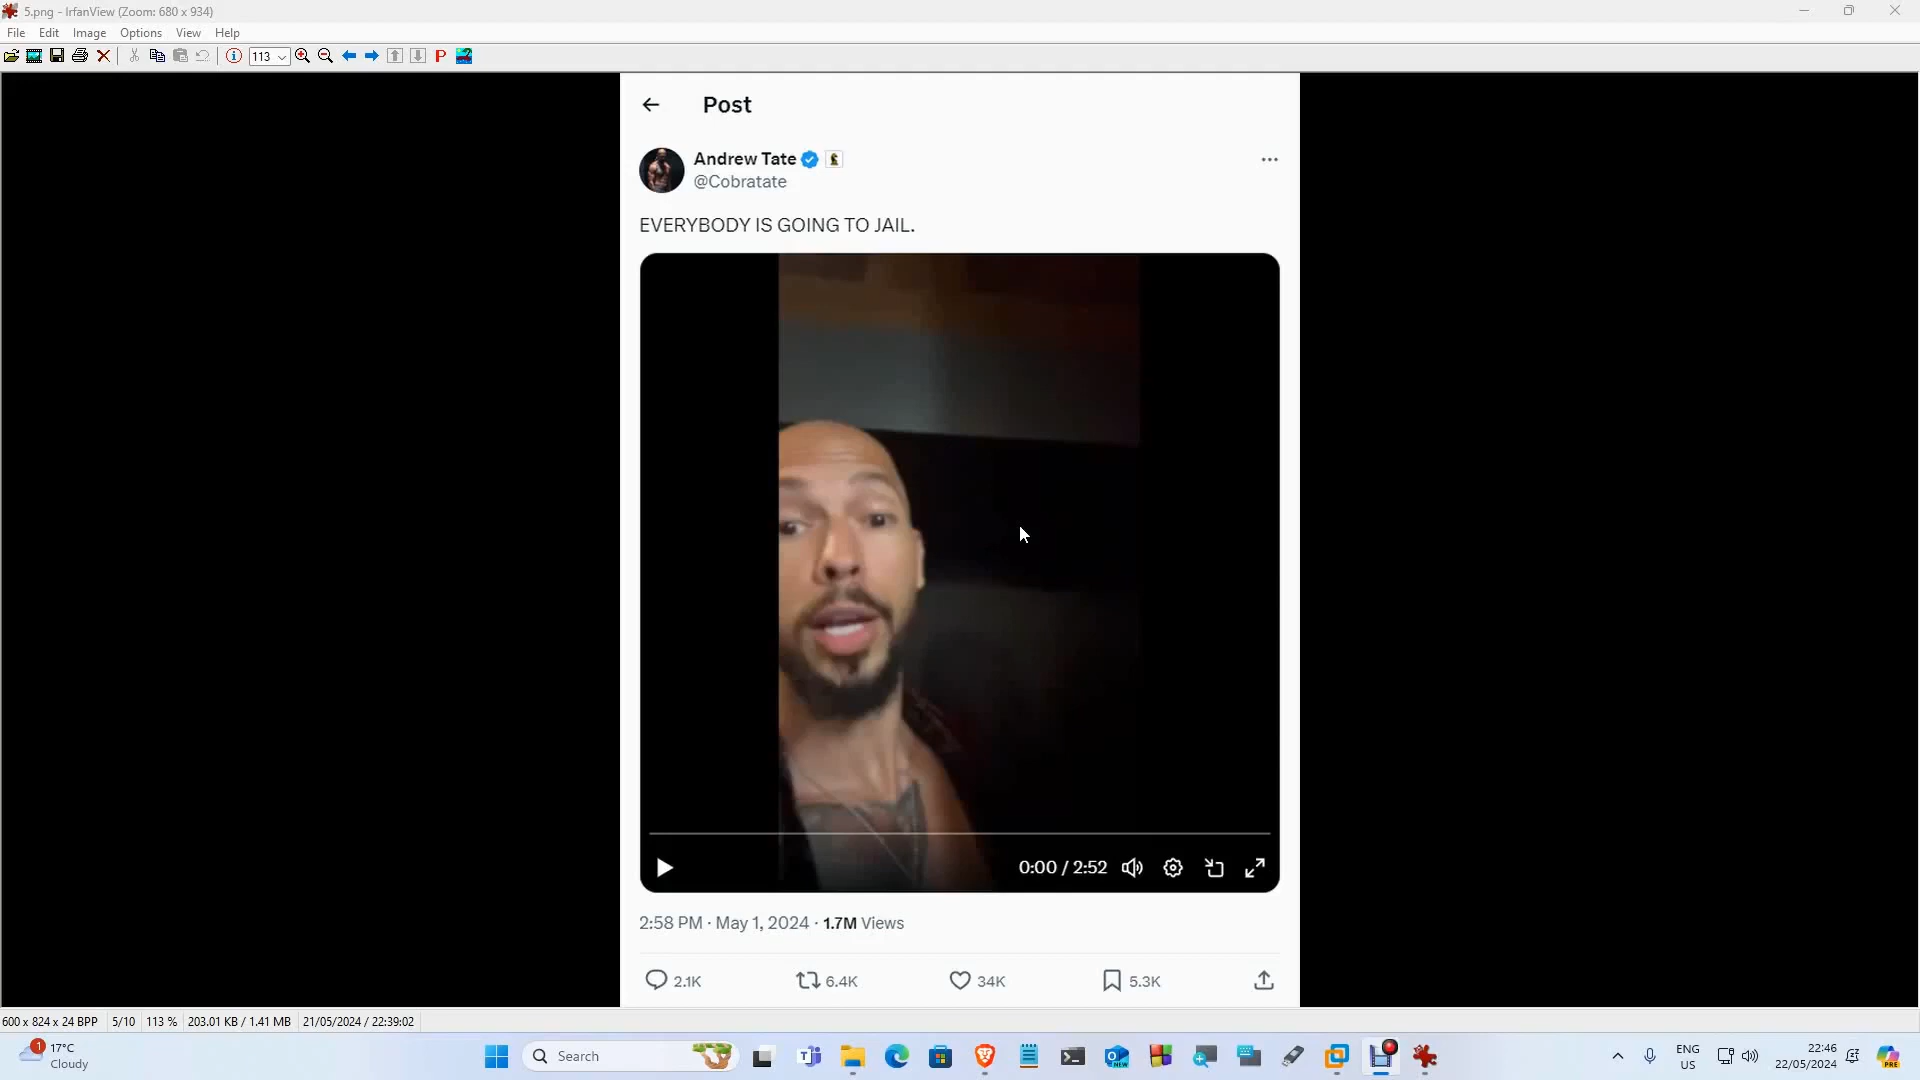 5.png - IrfanView (Zoom: 680 x 934)
File Edit Image Options View Help
113
Post
Andrew Tate
@Cobratate
EVERYBODY IS GOING TO JAIL.
0:00 / 2:52
2:58 PM · May 1, 2024 · 1.7M Views
2.1K 6.4K 34K 5.3K
600 x 824 x 24 BPP 5/10 113 % 203.01 KB / 1.41 MB 21/05/2024 / 22:39:02
1 17°C
Cloudy
Search
ENG
US
22:46
22/05/2024
NEW
PRE